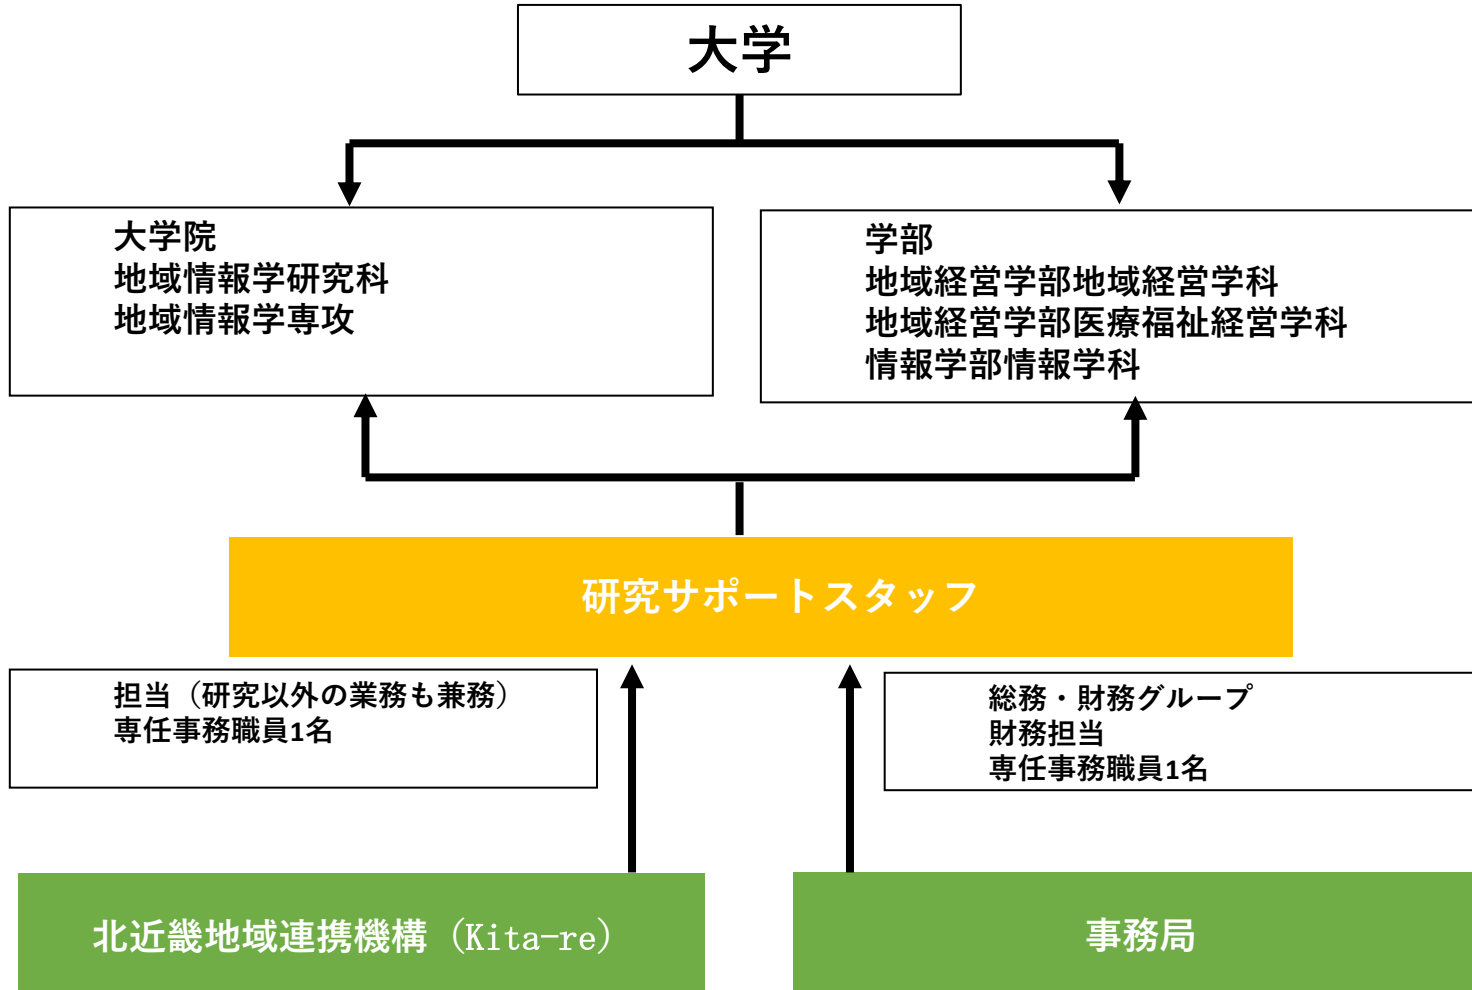 大学
大学院
地域情報学研究科
地域情報学専攻
学部
地域経営学部地域経営学科
地域経営学部医療福祉経営学科
情報学部情報学科
研究サポートスタッフ
担当（研究以外の業務も兼務）
専任事務職員1名
総務・財務グループ
財務担当
専任事務職員1名
北近畿地域連携機構（Kita-re）
事務局